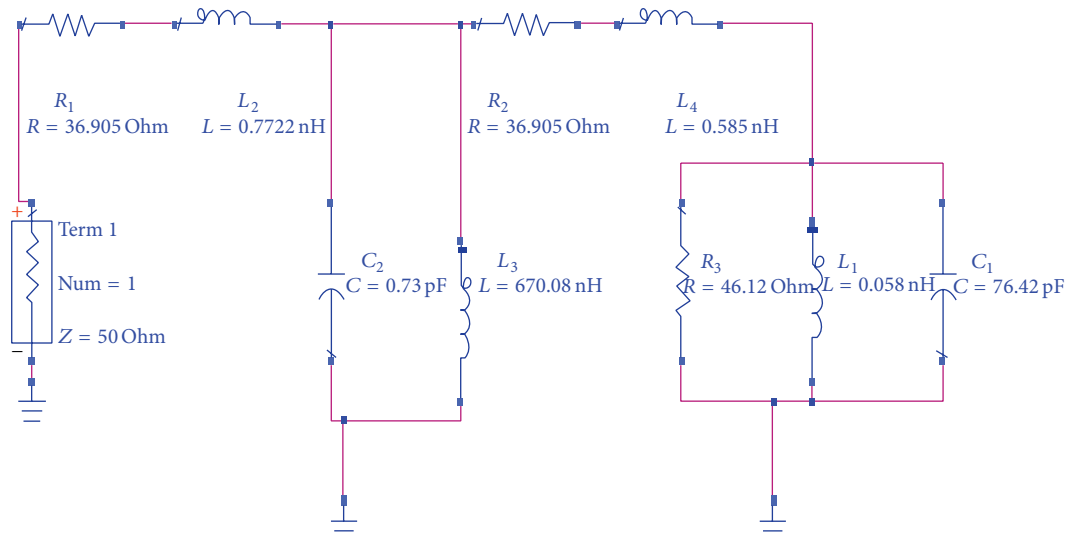 R₁
R = 36.905 Ohm
L₂
L = 0.7722 nH
R₂
R = 36.905 Ohm
L₄
L = 0.585 nH
+
Term 1
Num = 1
Z = 50 Ohm
−
C₂
C = 0.73 pF
L₃
L = 670.08 nH
R₃
R = 46.12 Ohm
L₁
L = 0.058 nH
C₁
C = 76.42 pF